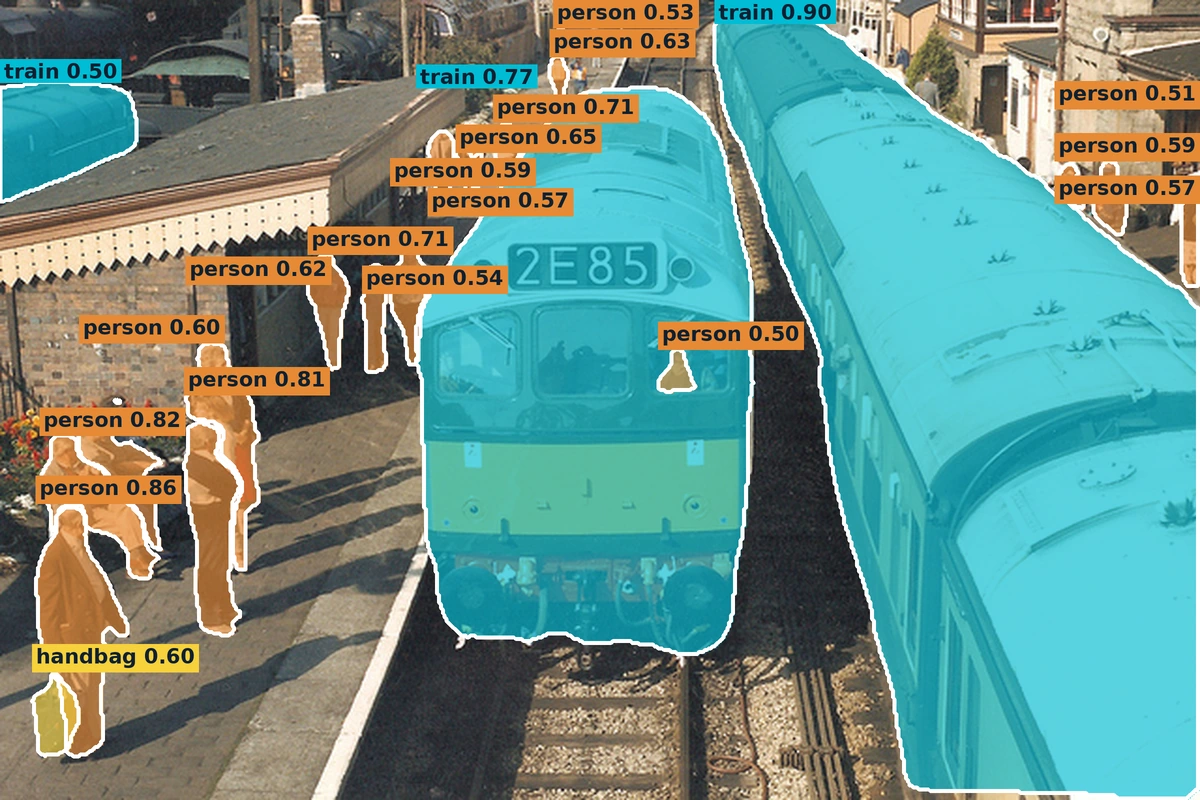 person 0.53
train 0.90
person 0.63
train 0.50
train 0.77
person 0.51
person 0.71
person 0.65
person 0.59
person 0.59
person 0.57
person 0.57
person 0.71
person 0.62
person 0.54
2E85
person 0.60
person 0.50
person 0.81
person 0.82
person 0.86
handbag 0.60